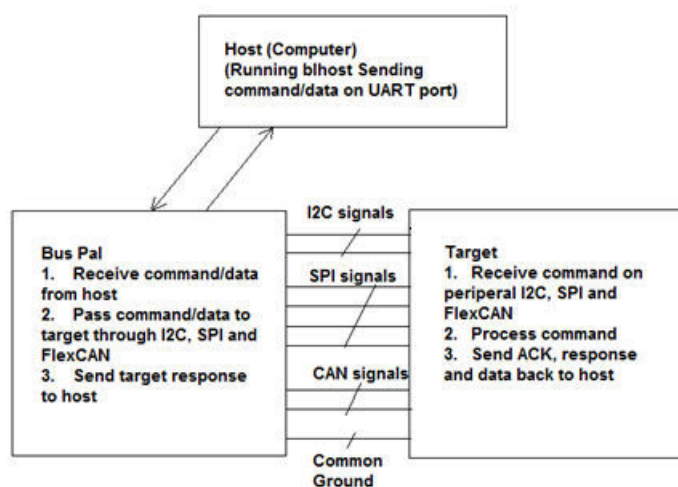 Host (Computer)
(Running blhost Sending
command/data on UART port)
I2C signals
Bus Pal
1. Receive command/data
from host
2. Pass command/data to
target through I2C, SPI and
FlexCAN
3. Send target response
to host
SPI signals
CAN signals
Common
Ground
Target
1. Receive command on
periperal I2C, SPI and
FlexCAN
2. Process command
3. Send ACK, response
and data back to host